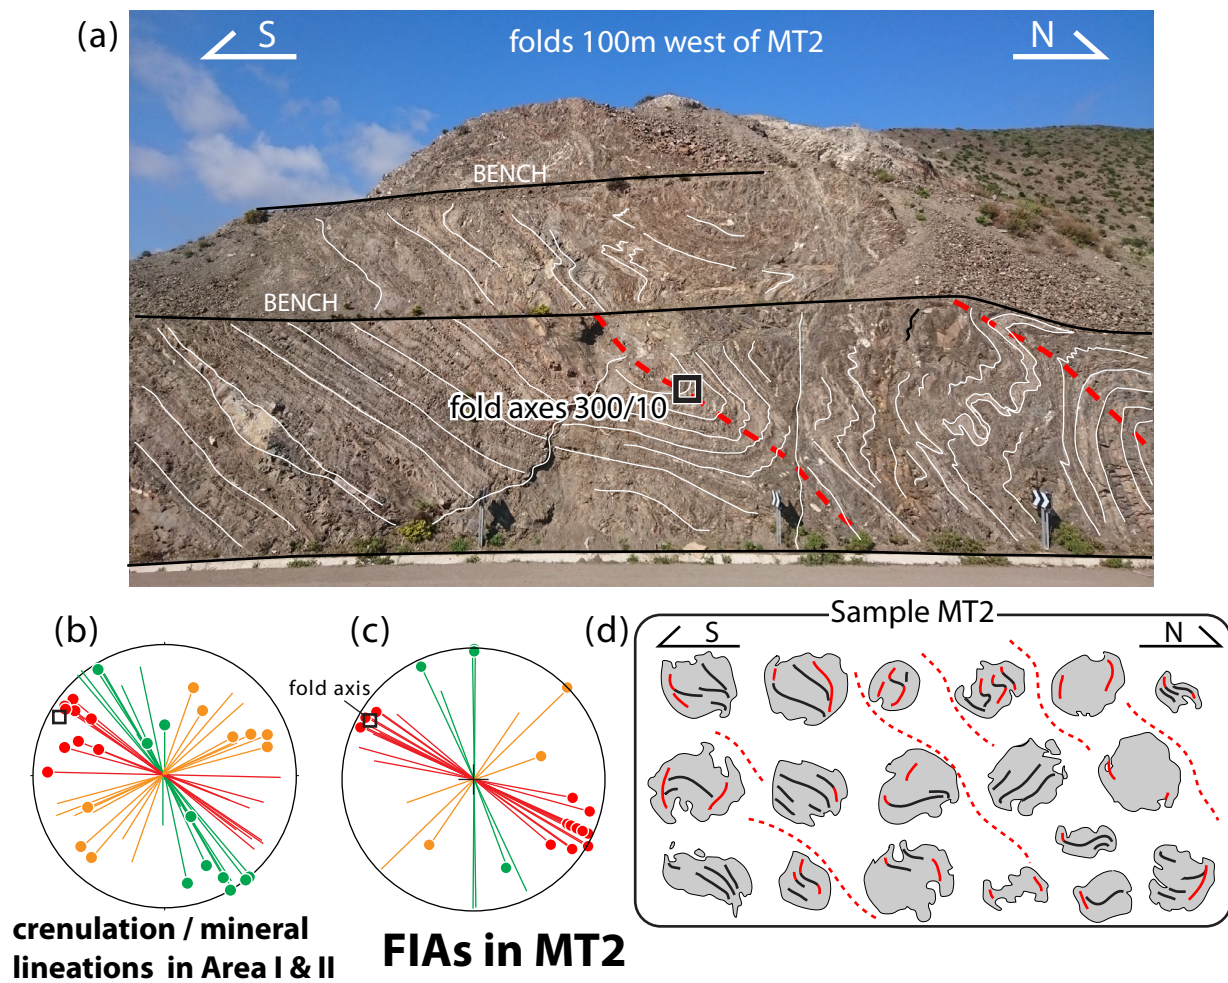 (a)
S
folds 100m west of MT2
N
BENCH
BENCH
fold axes 300/10
(b)
(c)
(d)
Sample MT2
S
N
fold axis
crenulation / mineral
lineations in Area I & II
FIAs in MT2